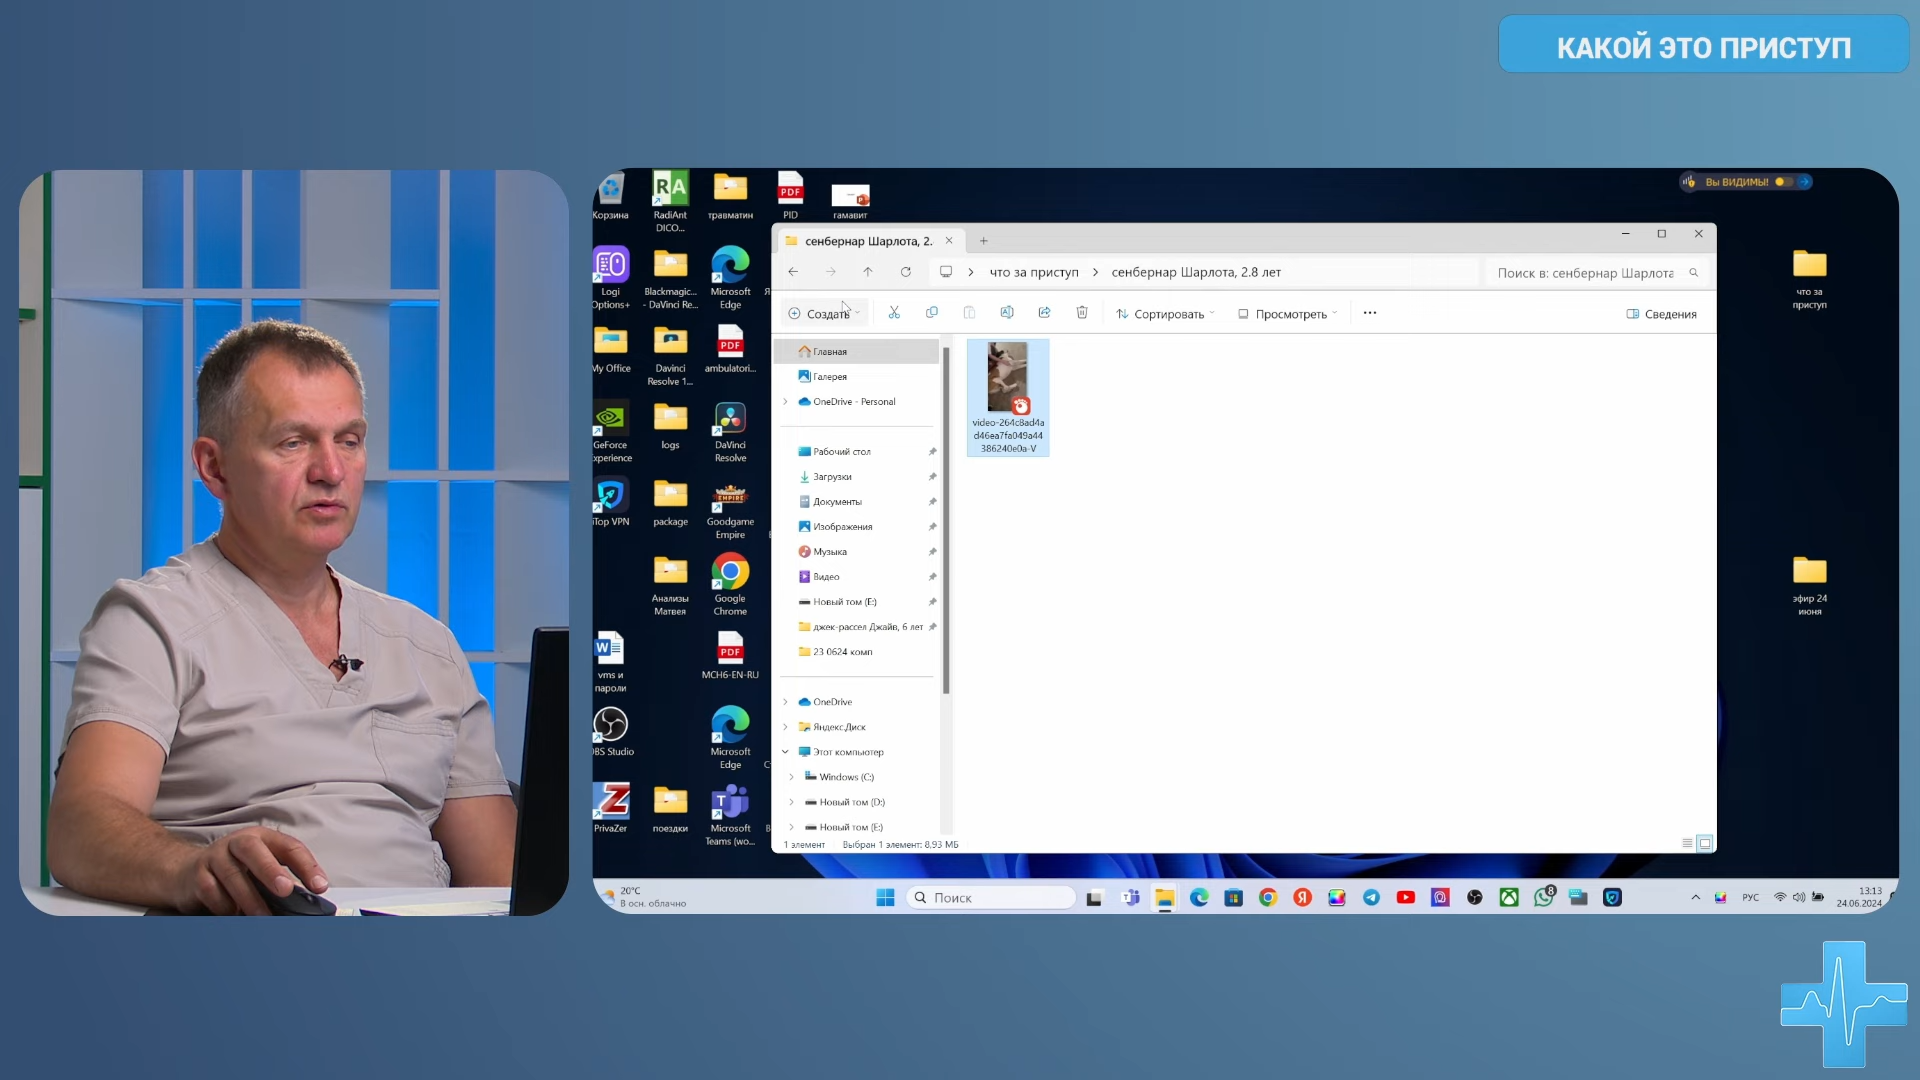 КАКОЙ ЭТО ПРИСТУП
Корзина
RadiAnt
DICO...
травматин
PID
гамавит
Вы ВИДИМЫ!
Logi
Options+
Blackmagic...
- DaVinci Re...
Microsoft
Edge
My Office
Davinci
Resolve 1...
ambulatori...
GeForce
Experience
logs
DaVinci
Resolve
iTop VPN
package
Goodgame
Empire
Анализы
Матвея
Google
Chrome
vms и
пароли
MCH6-EN-RU
OBS Studio
Microsoft
Edge
PrivaZer
поездки
Microsoft
Teams (wo...
сенбернар Шарлота, 2.
что за приступ
сенбернар Шарлота, 2.8 лет
Поиск в: сенбернар Шарлота
Создать
Сортировать
Просмотреть
Сведения
Главная
Галерея
OneDrive - Personal
Рабочий стол
Загрузки
Документы
Изображения
Музыка
Видео
Новый том (E:)
джек-рассел Джайв, 6 лет
23 0624 комп
OneDrive
Яндекс.Диск
Этот компьютер
Windows (C:)
Новый том (D:)
Новый том (E:)
1 элемент
Выбран 1 элемент: 8,93 МБ
video-264c8ad4a
d46ea7fa049a44
386240e0a-V
что за
приступ
эфир 24
июня
20°C
В осн. облачно
Поиск
8
РУС
13:13
24.06.2024